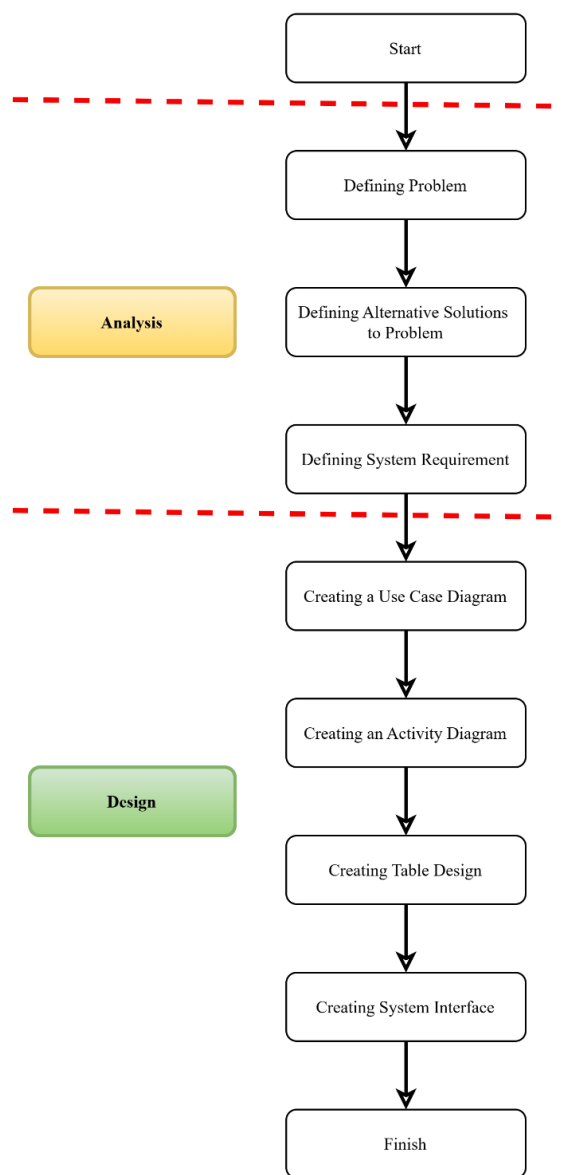 Start
Defining Problem
Analysis
Defining Alternative Solutions
to Problem
Defining System Requirement
Creating a Use Case Diagram
Creating an Activity Diagram
Design
Creating Table Design
Creating System Interface
Finish